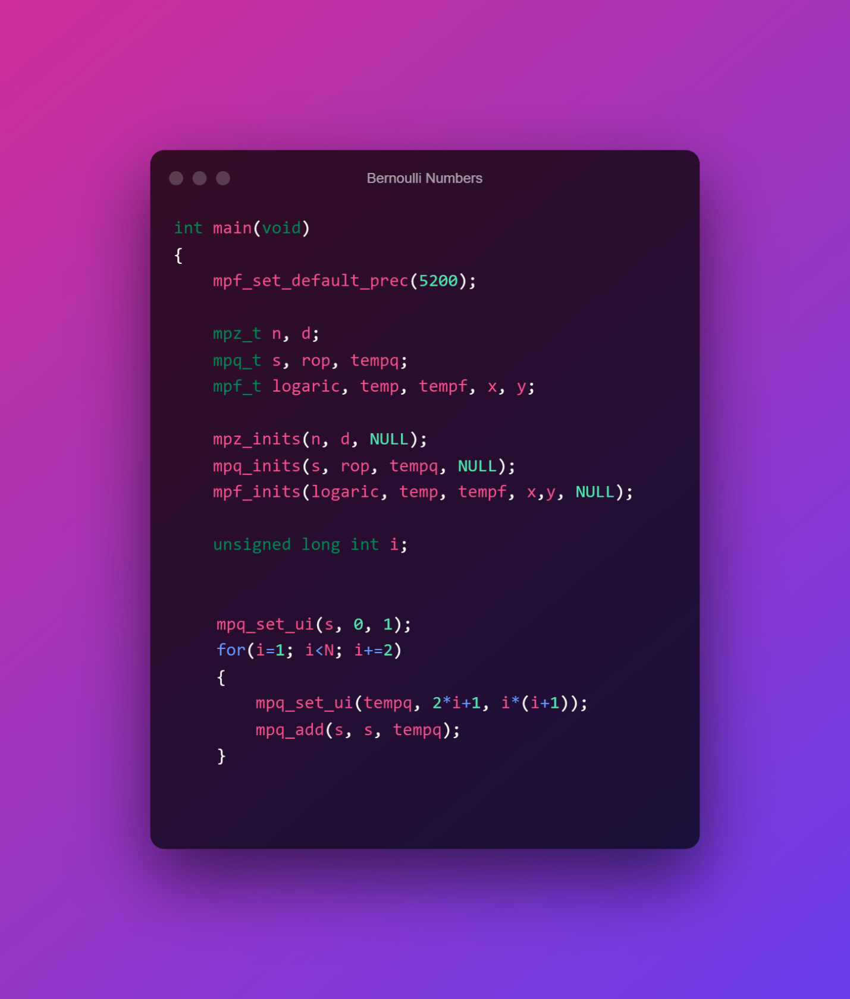 Bernoulli Numbers
int main(void)
{
    mpf_set_default_prec(5200);

    mpz_t n, d;
    mpq_t s, rop, tempq;
    mpf_t logaric, temp, tempf, x, y;

    mpz_inits(n, d, NULL);
    mpq_inits(s, rop, tempq, NULL);
    mpf_inits(logaric, temp, tempf, x,y, NULL);

    unsigned long int i;

    mpq_set_ui(s, 0, 1);
    for(i=1; i<N; i+=2)
    {
        mpq_set_ui(tempq, 2*i+1, i*(i+1));
        mpq_add(s, s, tempq);
    }